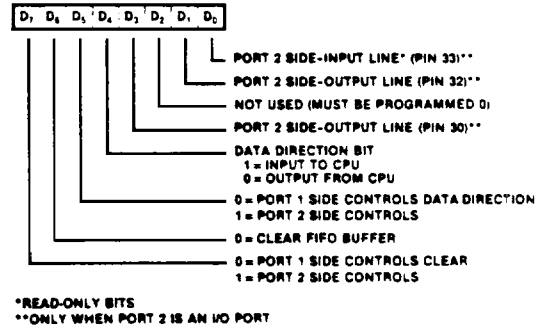 D7 D6 D5 D4 D3 D2 D1 D0
PORT 2 SIDE-INPUT LINE* (PIN 33)**
PORT 2 SIDE-OUTPUT LINE (PIN 32)**
NOT USED (MUST BE PROGRAMMED 0)
PORT 2 SIDE-OUTPUT LINE (PIN 30)**
DATA DIRECTION BIT
1 = INPUT TO CPU
0 = OUTPUT FROM CPU
0 = PORT 1 SIDE CONTROLS DATA DIRECTION
1 = PORT 2 SIDE CONTROLS
0 = CLEAR FIFO BUFFER
0 = PORT 1 SIDE CONTROLS CLEAR
1 = PORT 2 SIDE CONTROLS
*READ-ONLY BITS
**ONLY WHEN PORT 2 IS AN I/O PORT